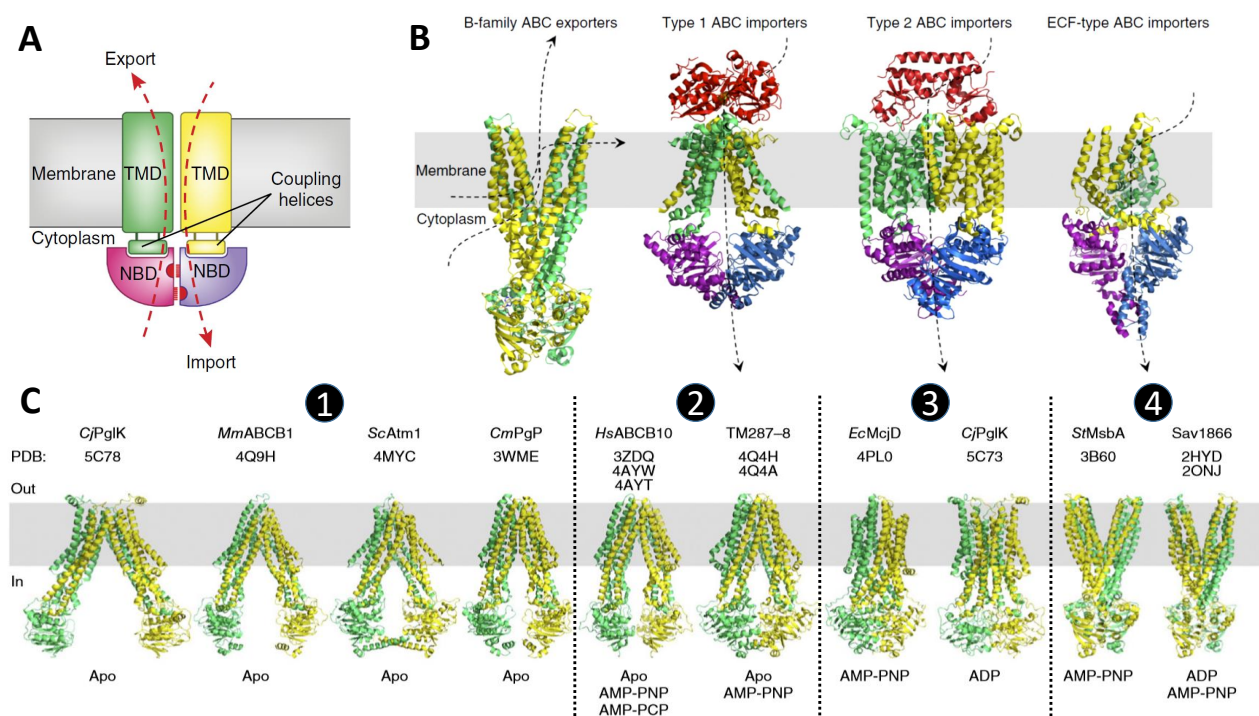 A
Export
Membrane
TMD
TMD
Coupling
helices
Cytoplasm
NBD
NBD
Import
B
B-family ABC exporters
Type 1 ABC importers
Type 2 ABC importers
ECF-type ABC importers
Membrane
Cytoplasm
C
1
2
3
4
CjPglK
MmABCB1
ScAtm1
CmPgP
HsABCB10
TM287–8
EcMcjD
CjPglK
StMsbA
Sav1866
PDB:
5C78
4Q9H
4MYC
3WME
3ZDQ
4AYW
4AYT
4Q4H
4Q4A
4PL0
5C73
3B60
2HYD
2ONJ
Out
In
Apo
Apo
Apo
Apo
Apo
AMP-PNP
AMP-PCP
Apo
AMP-PNP
AMP-PNP
ADP
AMP-PNP
ADP
AMP-PNP